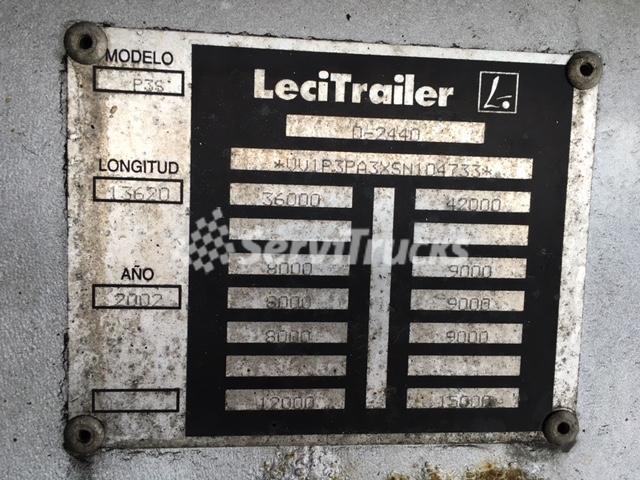 MODELO
P3S
LeciTrailer L.
O-2440
LONGITUD
13620
*VV1P3PA3XSN104733*
36000 42000
ServiTrucks
8000 9000
AÑO
2002
8000 9000
8000 9000
12000 15000